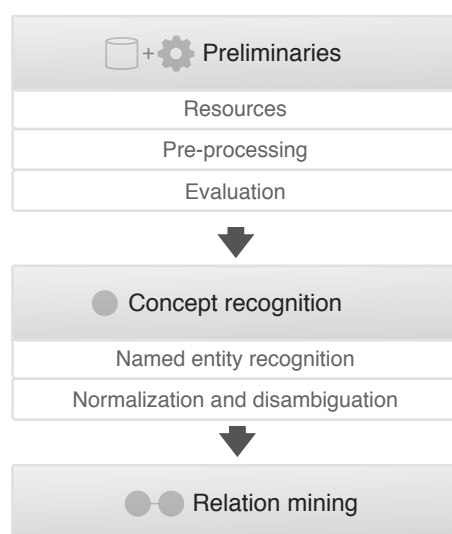 Preliminaries
Resources
Pre-processing
Evaluation
Concept recognition
Named entity recognition
Normalization and disambiguation
Relation mining